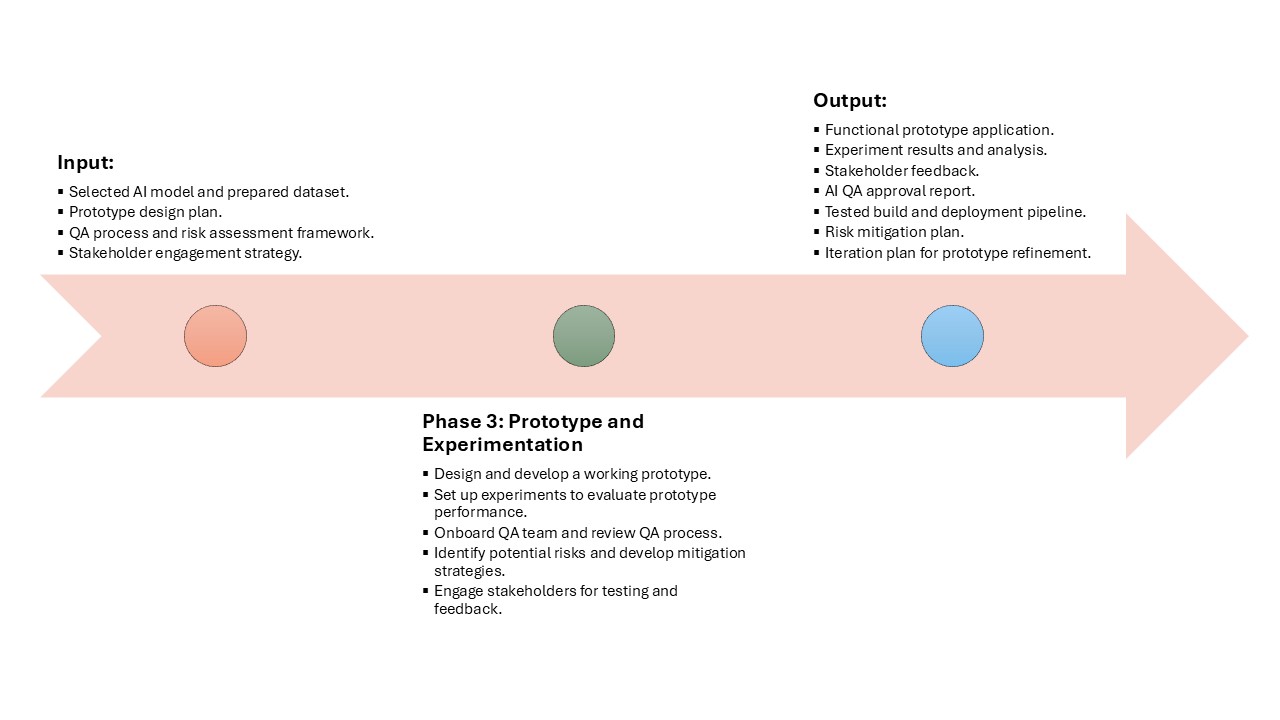 Input:
▪ Selected AI model and prepared dataset.
▪ Prototype design plan.
▪ QA process and risk assessment framework.
▪ Stakeholder engagement strategy.
Phase 3: Prototype and
Experimentation
▪ Design and develop a working prototype.
▪ Set up experiments to evaluate prototype
performance.
▪ Onboard QA team and review QA process.
▪ Identify potential risks and develop mitigation
strategies.
▪ Engage stakeholders for testing and
feedback.
Output:
▪ Functional prototype application.
▪ Experiment results and analysis.
▪ Stakeholder feedback.
▪ AI QA approval report.
▪ Tested build and deployment pipeline.
▪ Risk mitigation plan.
▪ Iteration plan for prototype refinement.